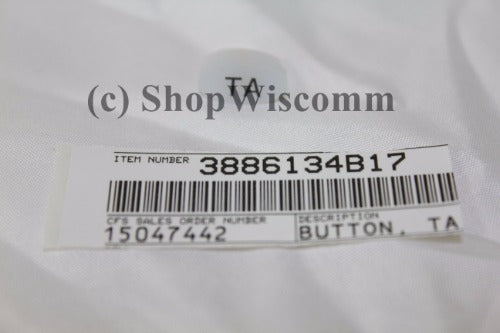 TA
(c) ShopWiscomm
ITEM NUMBER 3886134B17
CFS SALES ORDER NUMBER DESCRIPTION
15047442 BUTTON, TA